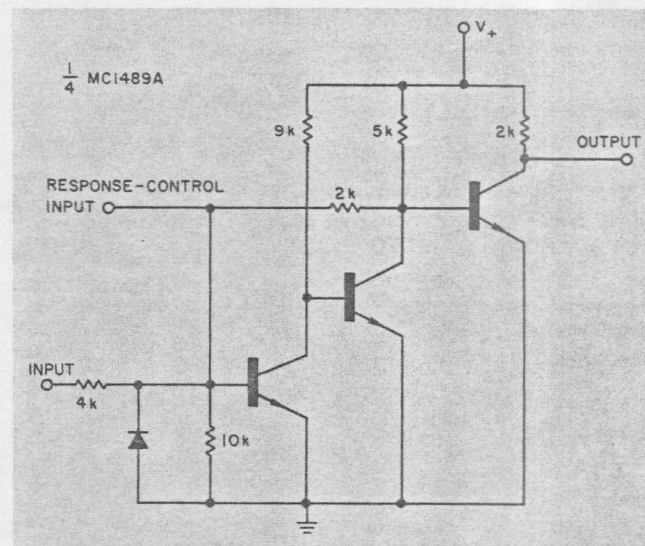 V+
1/4 MC1489A
9k
5k
2k
OUTPUT
RESPONSE-CONTROL
INPUT
2k
INPUT
4k
10k